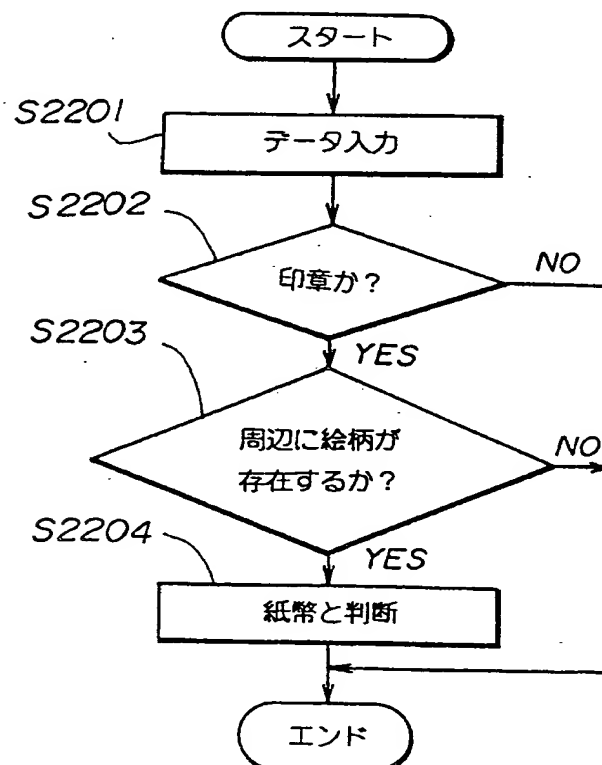 スタート
S2201
データ入力
S2202
印章か？
NO
YES
S2203
周辺に絵柄が
存在するか？
NO
YES
S2204
紙幣と判断
エンド